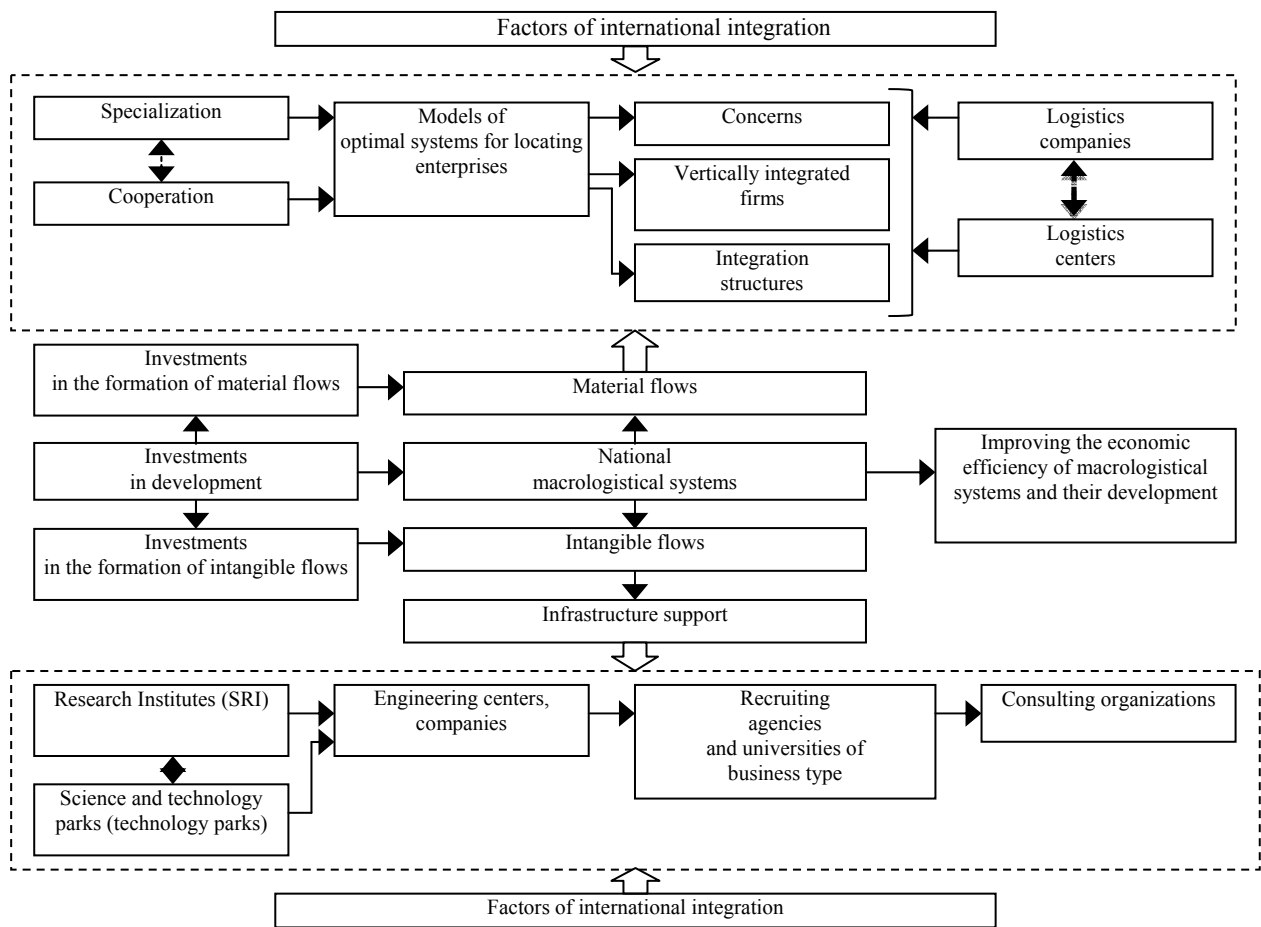 Factors of international integration
Specialization
Cooperation
Models of
optimal systems for locating
enterprises
Concerns
Vertically integrated
firms
Integration
structures
Logistics
companies
Logistics
centers
Investments
in the formation of material flows
Material flows
Investments
in development
National
macrologistical systems
Improving the economic
efficiency of macrologistical
systems and their development
Investments
in the formation of intangible flows
Intangible flows
Infrastructure support
Research Institutes (SRI)
Science and technology
parks (technology parks)
Engineering centers,
companies
Recruiting
agencies
and universities of
business type
Consulting organizations
Factors of international integration